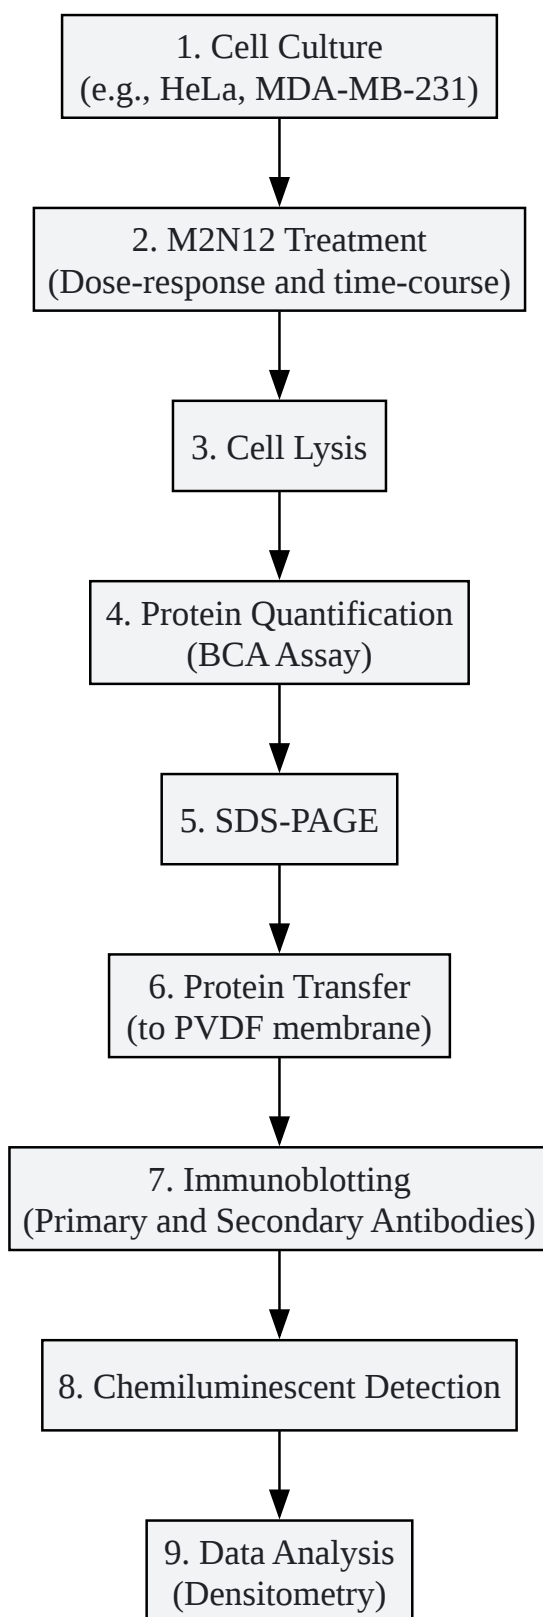 1. Cell Culture
(e.g., HeLa, MDA-MB-231)
2. M2N12 Treatment
(Dose-response and time-course)
3. Cell Lysis
4. Protein Quantification
(BCA Assay)
5. SDS-PAGE
6. Protein Transfer
(to PVDF membrane)
7. Immunoblotting
(Primary and Secondary Antibodies)
8. Chemiluminescent Detection
9. Data Analysis
(Densitometry)